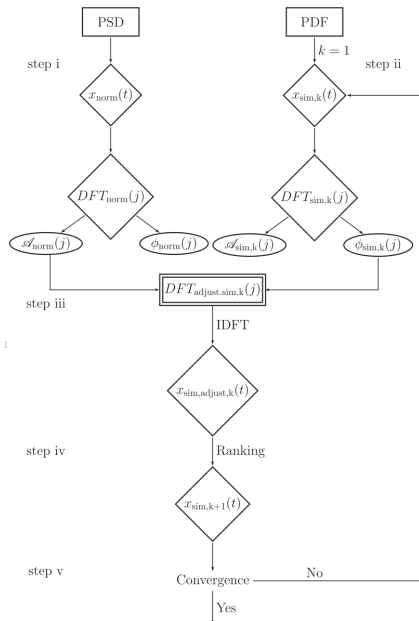 PSD
PDF
k = 1
step i
step ii
x_norm(t)
x_sim,k(t)
DFT_norm(j)
DFT_sim,k(j)
𝒜_norm(j)
ϕ_norm(j)
𝒜_sim,k(j)
ϕ_sim,k(j)
step iii
DFT_adjust.sim,k(j)
IDFT
x_sim,adjust,k(t)
step iv
Ranking
x_sim,k+1(t)
step v
Convergence
No
Yes